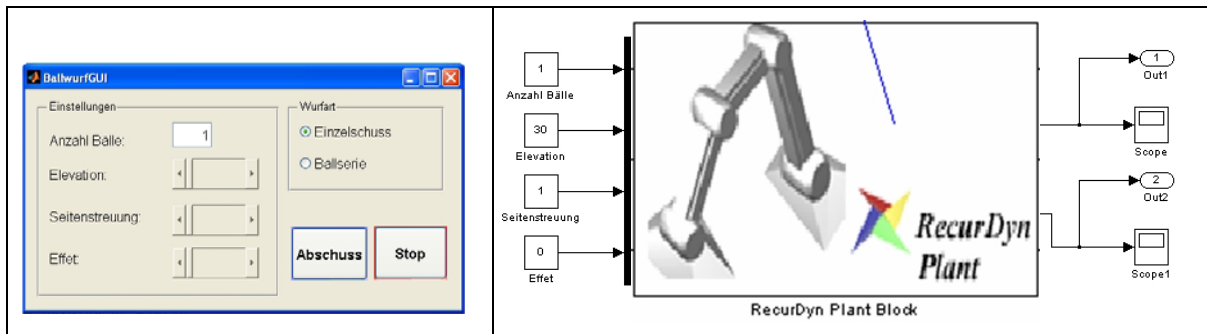 BallwurfGUI
Einstellungen
Anzahl Bälle:
1
Elevation:
Seitenstreuung:
Effet:
Wurfart
Einzelschuss
Ballserie
Abschuss
Stop
1
Anzahl Bälle
30
Elevation
1
Seitenstreuung
0
Effet
RecurDyn
Plant
RecurDyn Plant Block
1
Out1
Scope
2
Out2
Scope1